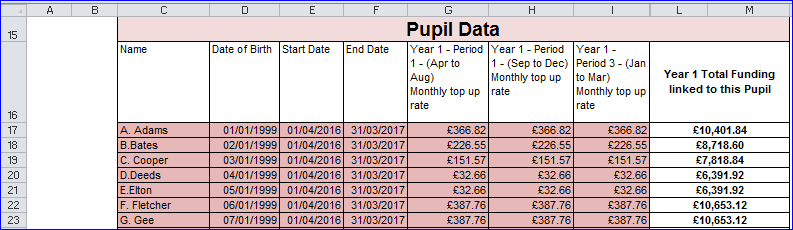 A B C D E F G H I L M
15 Pupil Data
16 Name Date of Birth Start Date End Date Year 1 - Period 1 - (Apr to Aug) Monthly top up rate Year 1 - Period 1 - (Sep to Dec) Monthly top up rate Year 1 - Period 3 - (Jan to Mar) Monthly top up rate Year 1 Total Funding linked to this Pupil
17 A. Adams 01/01/1999 01/04/2016 31/03/2017 £366.82 £366.82 £366.82 £10,401.84
18 B.Bates 02/01/1999 01/04/2016 31/03/2017 £226.55 £226.55 £226.55 £8,718.60
19 C. Cooper 03/01/1999 01/04/2016 31/03/2017 £151.57 £151.57 £151.57 £7,818.84
20 D.Deeds 04/01/1999 01/04/2016 31/03/2017 £32.66 £32.66 £32.66 £6,391.92
21 E.Elton 05/01/1999 01/04/2016 31/03/2017 £32.66 £32.66 £32.66 £6,391.92
22 F. Fletcher 06/01/1999 01/04/2016 31/03/2017 £387.76 £387.76 £387.76 £10,653.12
23 G. Gee 07/01/1999 01/04/2016 31/03/2017 £387.76 £387.76 £387.76 £10,653.12